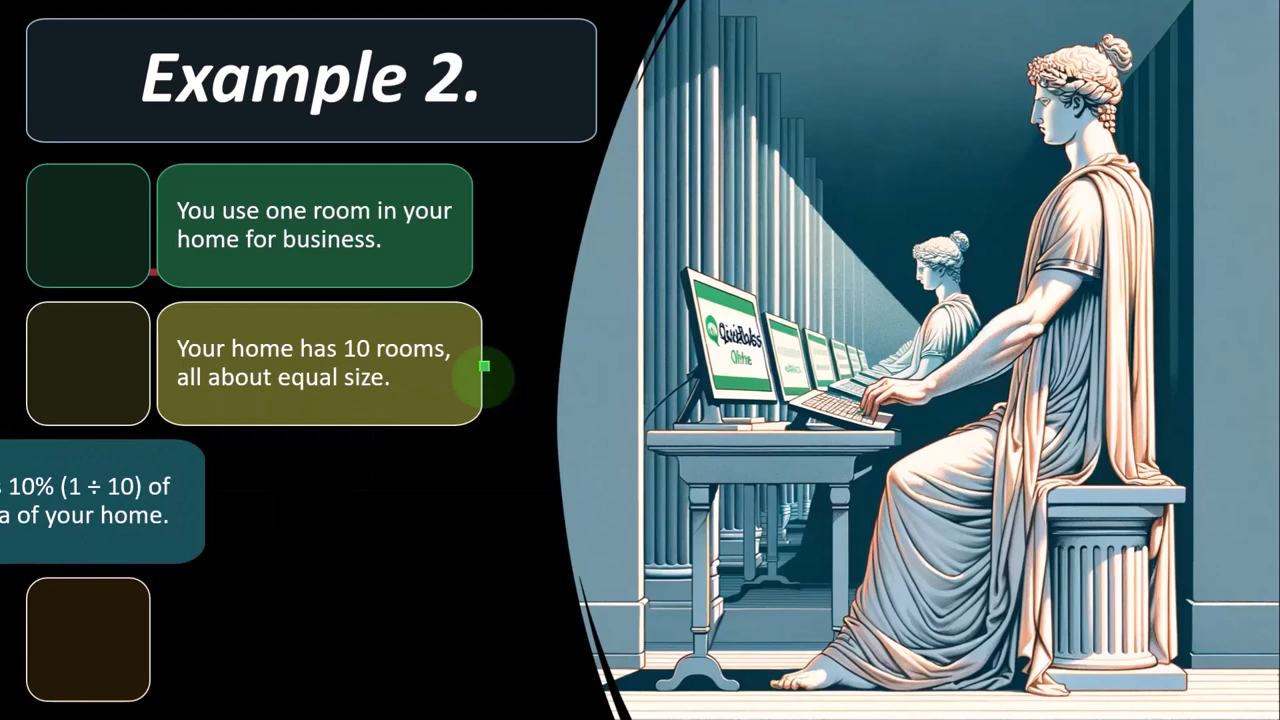 Example 2.
You use one room in your
home for business.
Your home has 10 rooms,
all about equal size.
10% (1 ÷ 10) of
of your home.